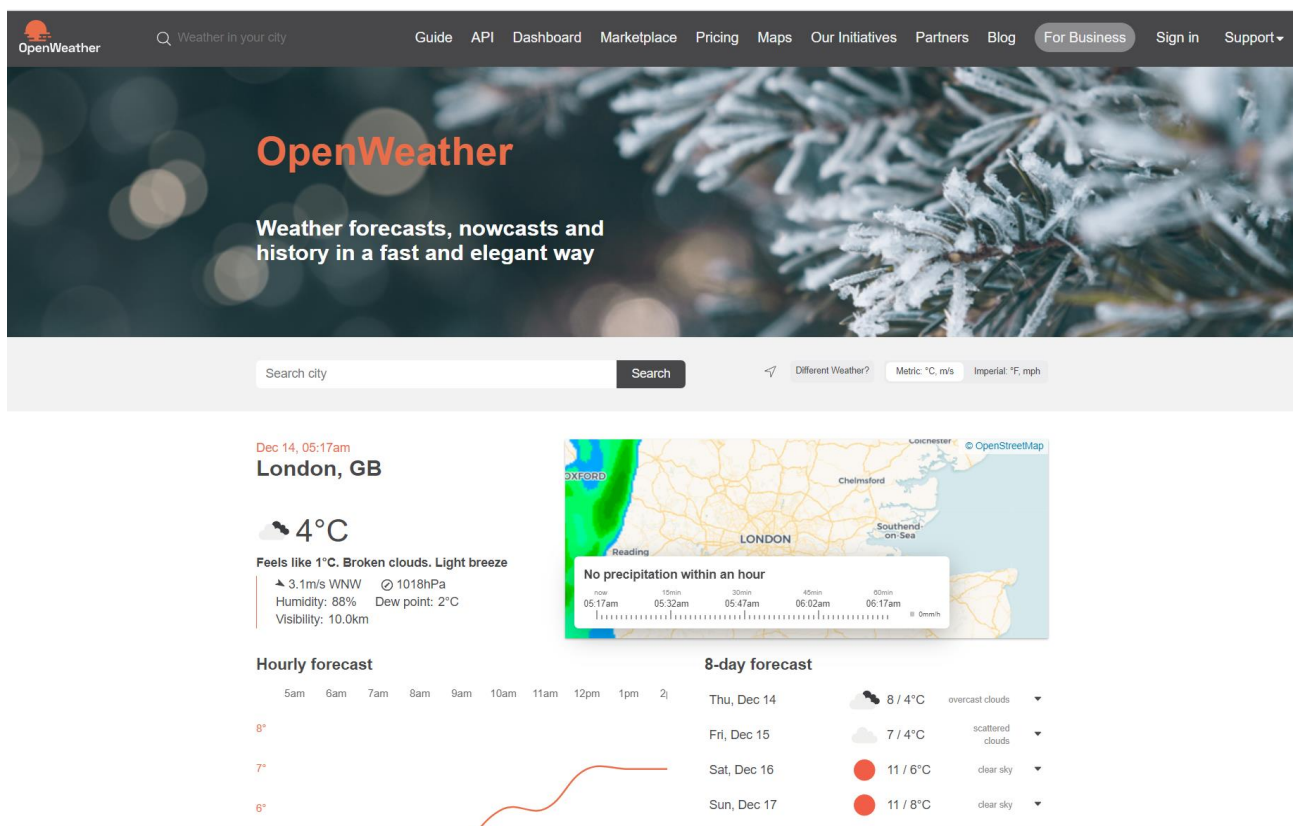 OpenWeather
Weather in your city
Guide API Dashboard Marketplace Pricing Maps Our Initiatives Partners Blog For Business Sign in Support
OpenWeather
Weather forecasts, nowcasts and
history in a fast and elegant way
Search city
Search
Different Weather?
Metric: °C, m/s
Imperial: °F, mph
Dec 14, 05:17am
London, GB
4°C
Feels like 1°C. Broken clouds. Light breeze
3.1m/s WNW 1018hPa
Humidity: 88% Dew point: 2°C
Visibility: 10.0km
Colchester
© OpenStreetMap
OXFORD
Chelmsford
Southend-
on-Sea
LONDON
Reading
No precipitation within an hour
now 15min 30min 45min 60min
05:17am 05:32am 05:47am 06:02am 06:17am
0mm/h
Hourly forecast
5am 6am 7am 8am 9am 10am 11am 12pm 1pm
8°
7°
6°
8-day forecast
Thu, Dec 14 8 / 4°C overcast clouds
Fri, Dec 15 7 / 4°C scattered
clouds
Sat, Dec 16 11 / 6°C clear sky
Sun, Dec 17 11 / 8°C clear sky